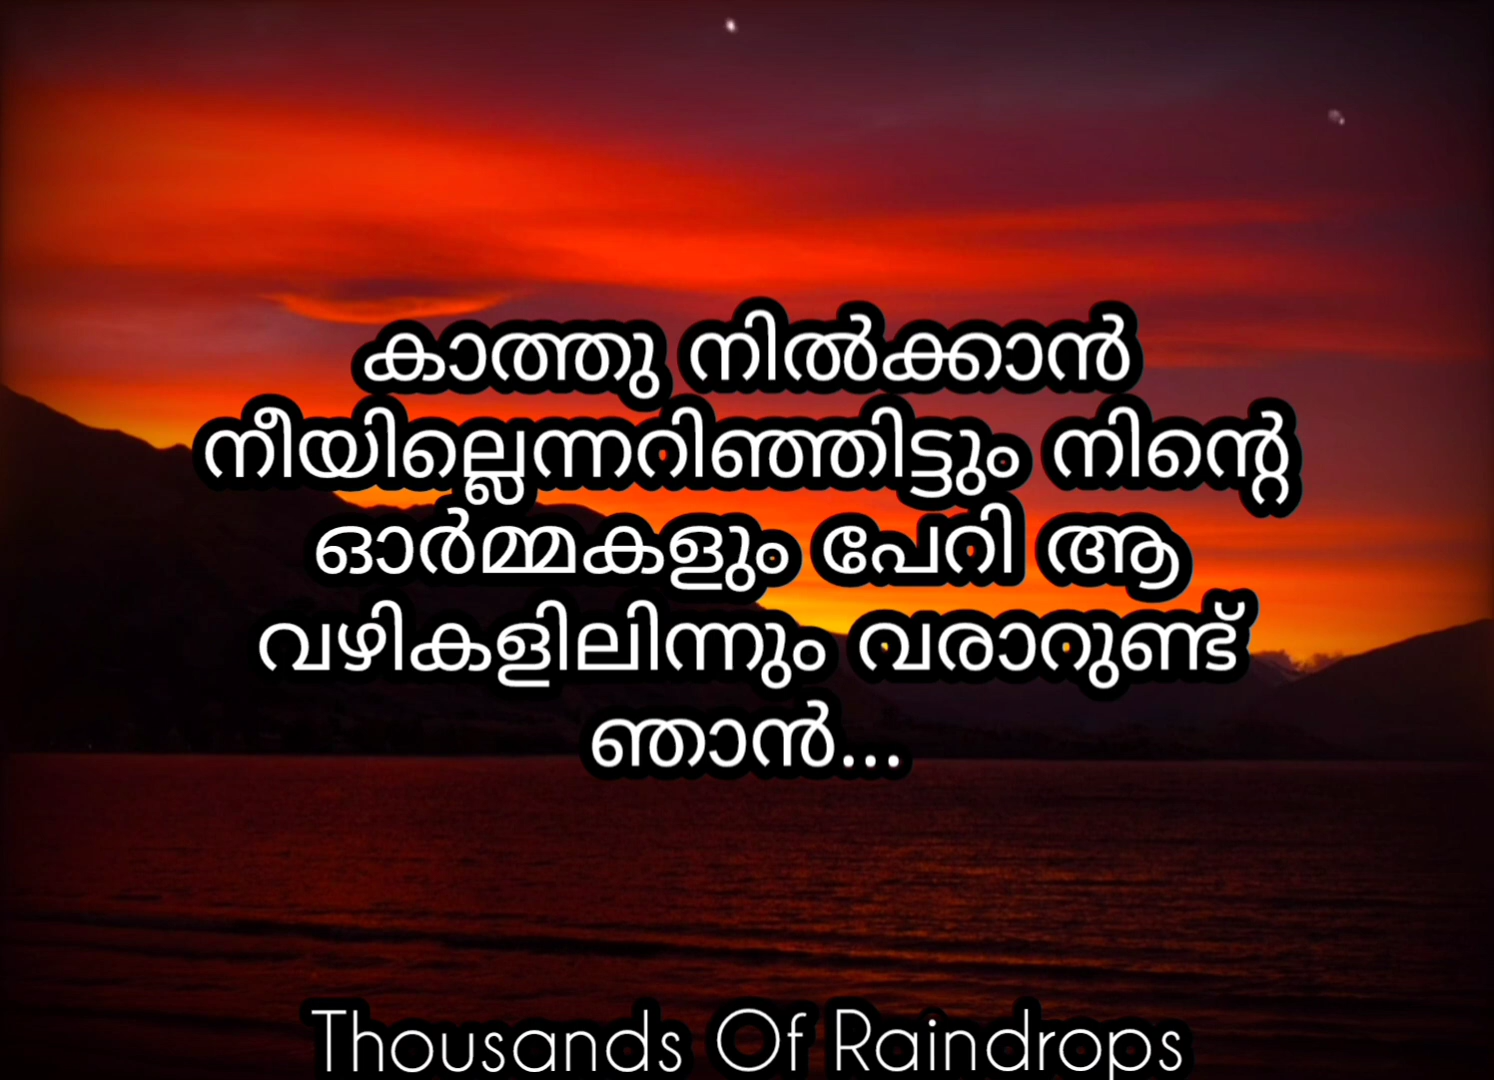 കാത്തു നിൽക്കാൻ
നീയില്ലെന്നറിഞ്ഞിട്ടും നിന്റെ
ഓർമ്മകളും പേറി ആ
വഴികളിലിന്നും വരാറുണ്ട്
ഞാൻ...
Thousands Of Raindrops